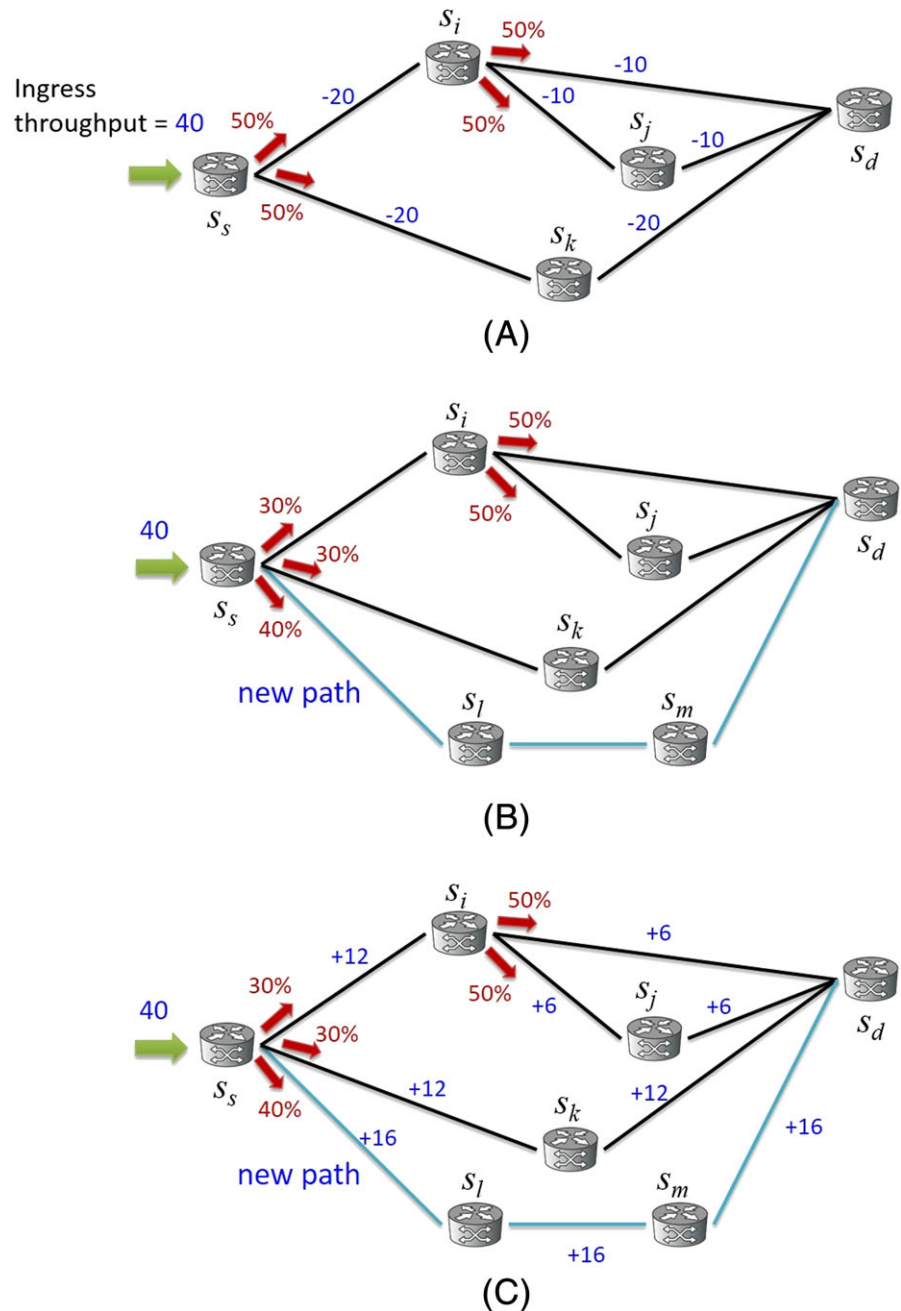 s_i
50%
-10
Ingress
throughput = 40
50%
-20
50%
-10
s_j
-10
s_d
s_s
50%
-20
s_k
-20
(A)
s_i
50%
40
30%
50%
s_j
s_d
30%
s_s
40%
s_k
new path
s_l
s_m
(B)
s_i
50%
+12
+6
40
30%
50%
+6
s_j
+6
s_d
30%
s_s
40%
+12
s_k
+12
+16
+16
new path
s_l
s_m
+16
(C)